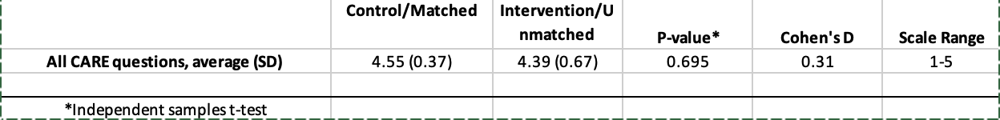 Control/Matched Intervention/U
nmatched P-value* Cohen's D Scale Range
All CARE questions, average (SD) 4.55 (0.37) 4.39 (0.67) 0.695 0.31 1-5
*Independent samples t-test